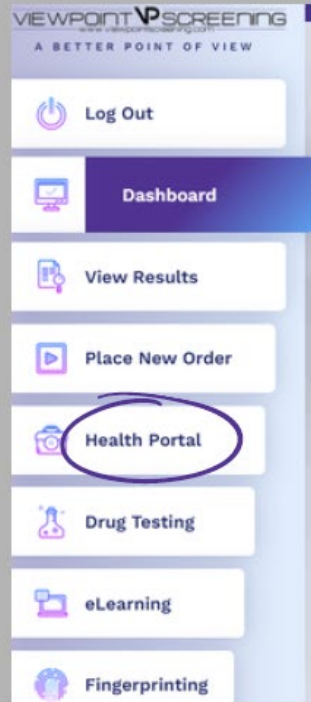 VIEWPOINT VP SCREENING
www.viewpointscreening.com
A BETTER POINT OF VIEW
Log Out
Dashboard
View Results
Place New Order
Health Portal
Drug Testing
eLearning
Fingerprinting